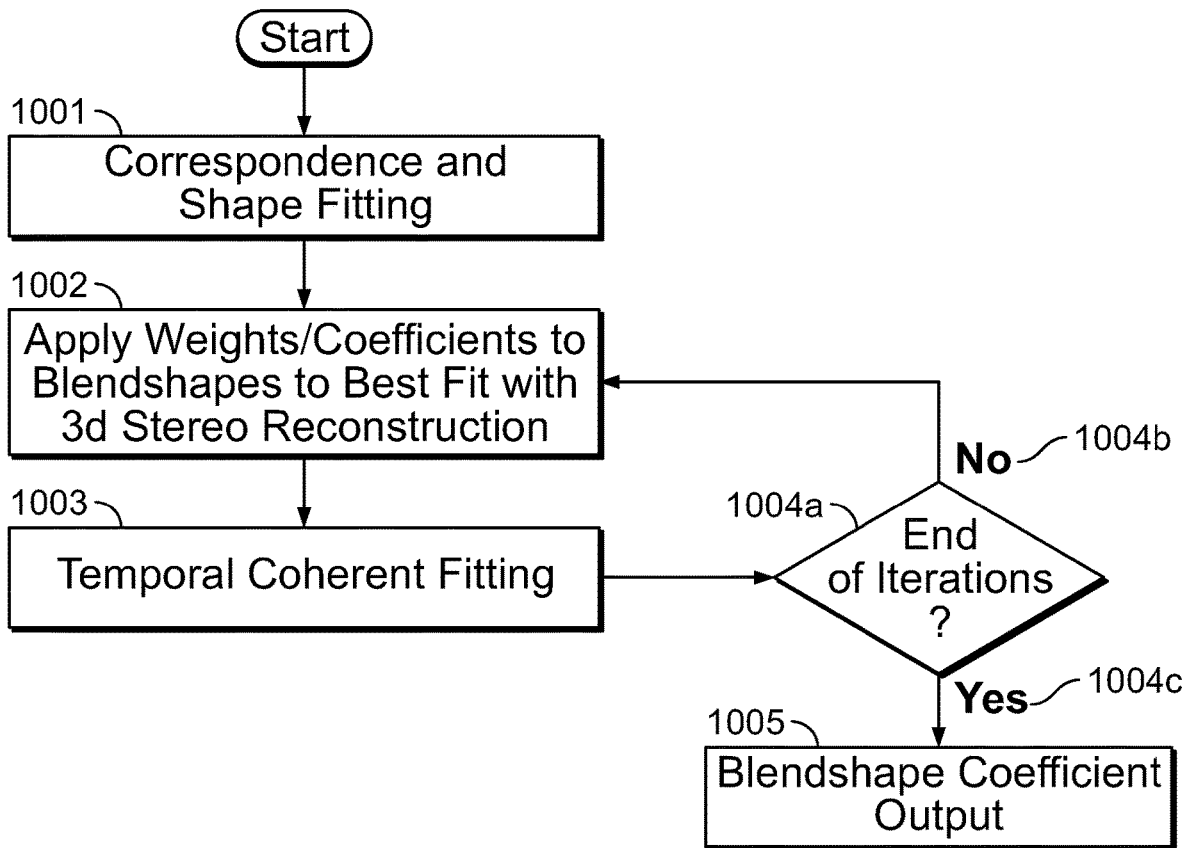 Start
1001
Correspondence and
Shape Fitting
1002
Apply Weights/Coefficients to
Blendshapes to Best Fit with
3d Stereo Reconstruction
1003
Temporal Coherent Fitting
1004a
End
of Iterations
?
No
1004b
Yes
1004c
1005
Blendshape Coefficient
Output